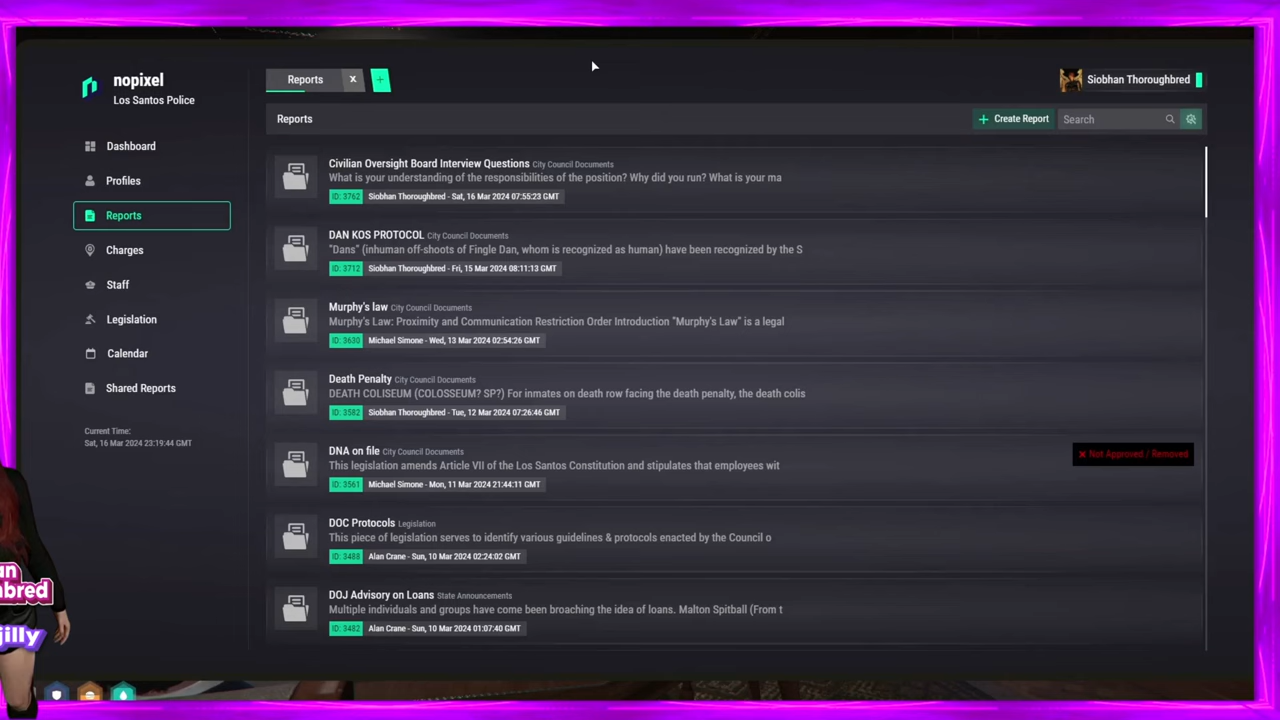 nopixel
Los Santos Police
Reports
x
+
Siobhan Thoroughbred
Reports
+ Create Report
Search
Dashboard
Profiles
Reports
Charges
Staff
Legislation
Calendar
Shared Reports
Current Time:
Sat, 16 Mar 2024 23:19:44 GMT
Civilian Oversight Board Interview Questions City Council Documents
What is your understanding of the responsibilities of the position? Why did you run? What is your ma
ID: 3762 Siobhan Thoroughbred - Sat, 16 Mar 2024 07:55:23 GMT
DAN KOS PROTOCOL City Council Documents
"Dans" (inhuman off-shoots of Fingle Dan, whom is recognized as human) have been recognized by the S
ID: 3712 Siobhan Thoroughbred - Fri, 15 Mar 2024 08:11:13 GMT
Murphy's law City Council Documents
Murphy's Law: Proximity and Communication Restriction Order Introduction "Murphy's Law" is a legal
ID: 3630 Michael Simone - Wed, 13 Mar 2024 02:54:26 GMT
Death Penalty City Council Documents
DEATH COLISEUM (COLOSSEUM? SP?) For inmates on death row facing the death penalty, the death colis
ID: 3582 Siobhan Thoroughbred - Tue, 12 Mar 2024 07:26:46 GMT
DNA on file City Council Documents
This legislation amends Article VII of the Los Santos Constitution and stipulates that employees wit
ID: 3561 Michael Simone - Mon, 11 Mar 2024 21:44:11 GMT
x Not Approved / Removed
DOC Protocols Legislation
This piece of legislation serves to identify various guidelines & protocols enacted by the Council o
ID: 3488 Alan Crane - Sun, 10 Mar 2024 02:24:02 GMT
DOJ Advisory on Loans State Announcements
Multiple individuals and groups have come been broaching the idea of loans. Malton Spitball (From t
ID: 3482 Alan Crane - Sun, 10 Mar 2024 01:07:40 GMT
an
nbred
jilly